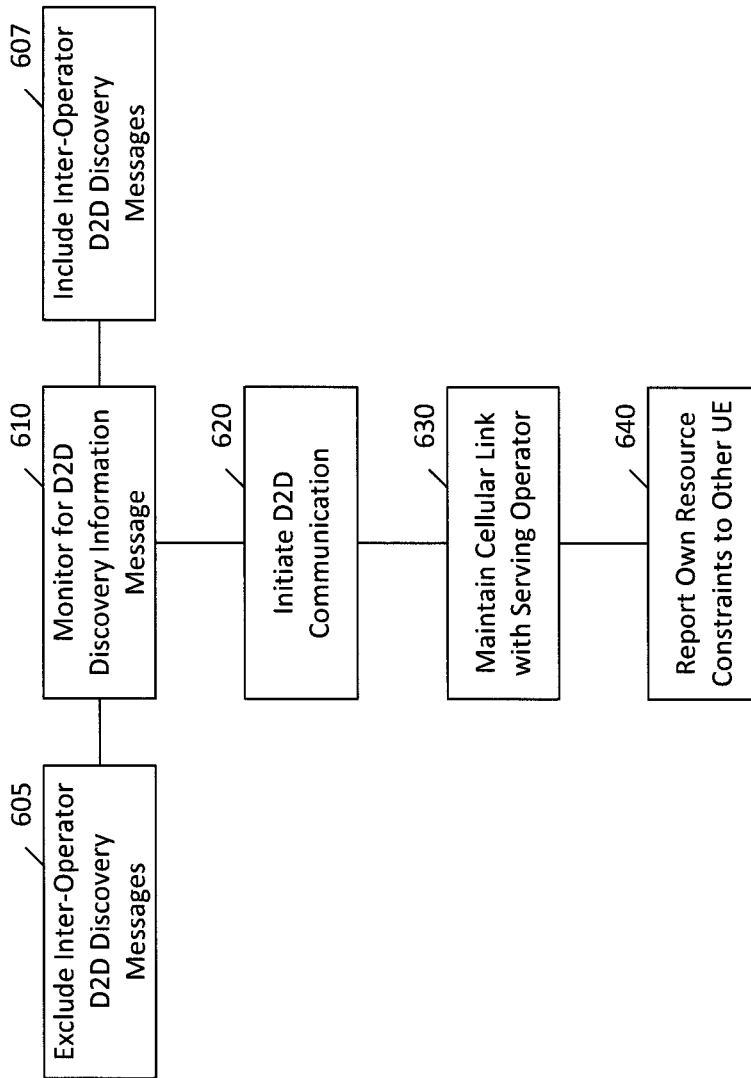 605
Exclude Inter-Operator
D2D Discovery
Messages
610
Monitor for D2D
Discovery Information
Message
607
Include Inter-Operator
D2D Discovery
Messages
620
Initiate D2D
Communication
630
Maintain Cellular Link
with Serving Operator
640
Report Own Resource
Constraints to Other UE